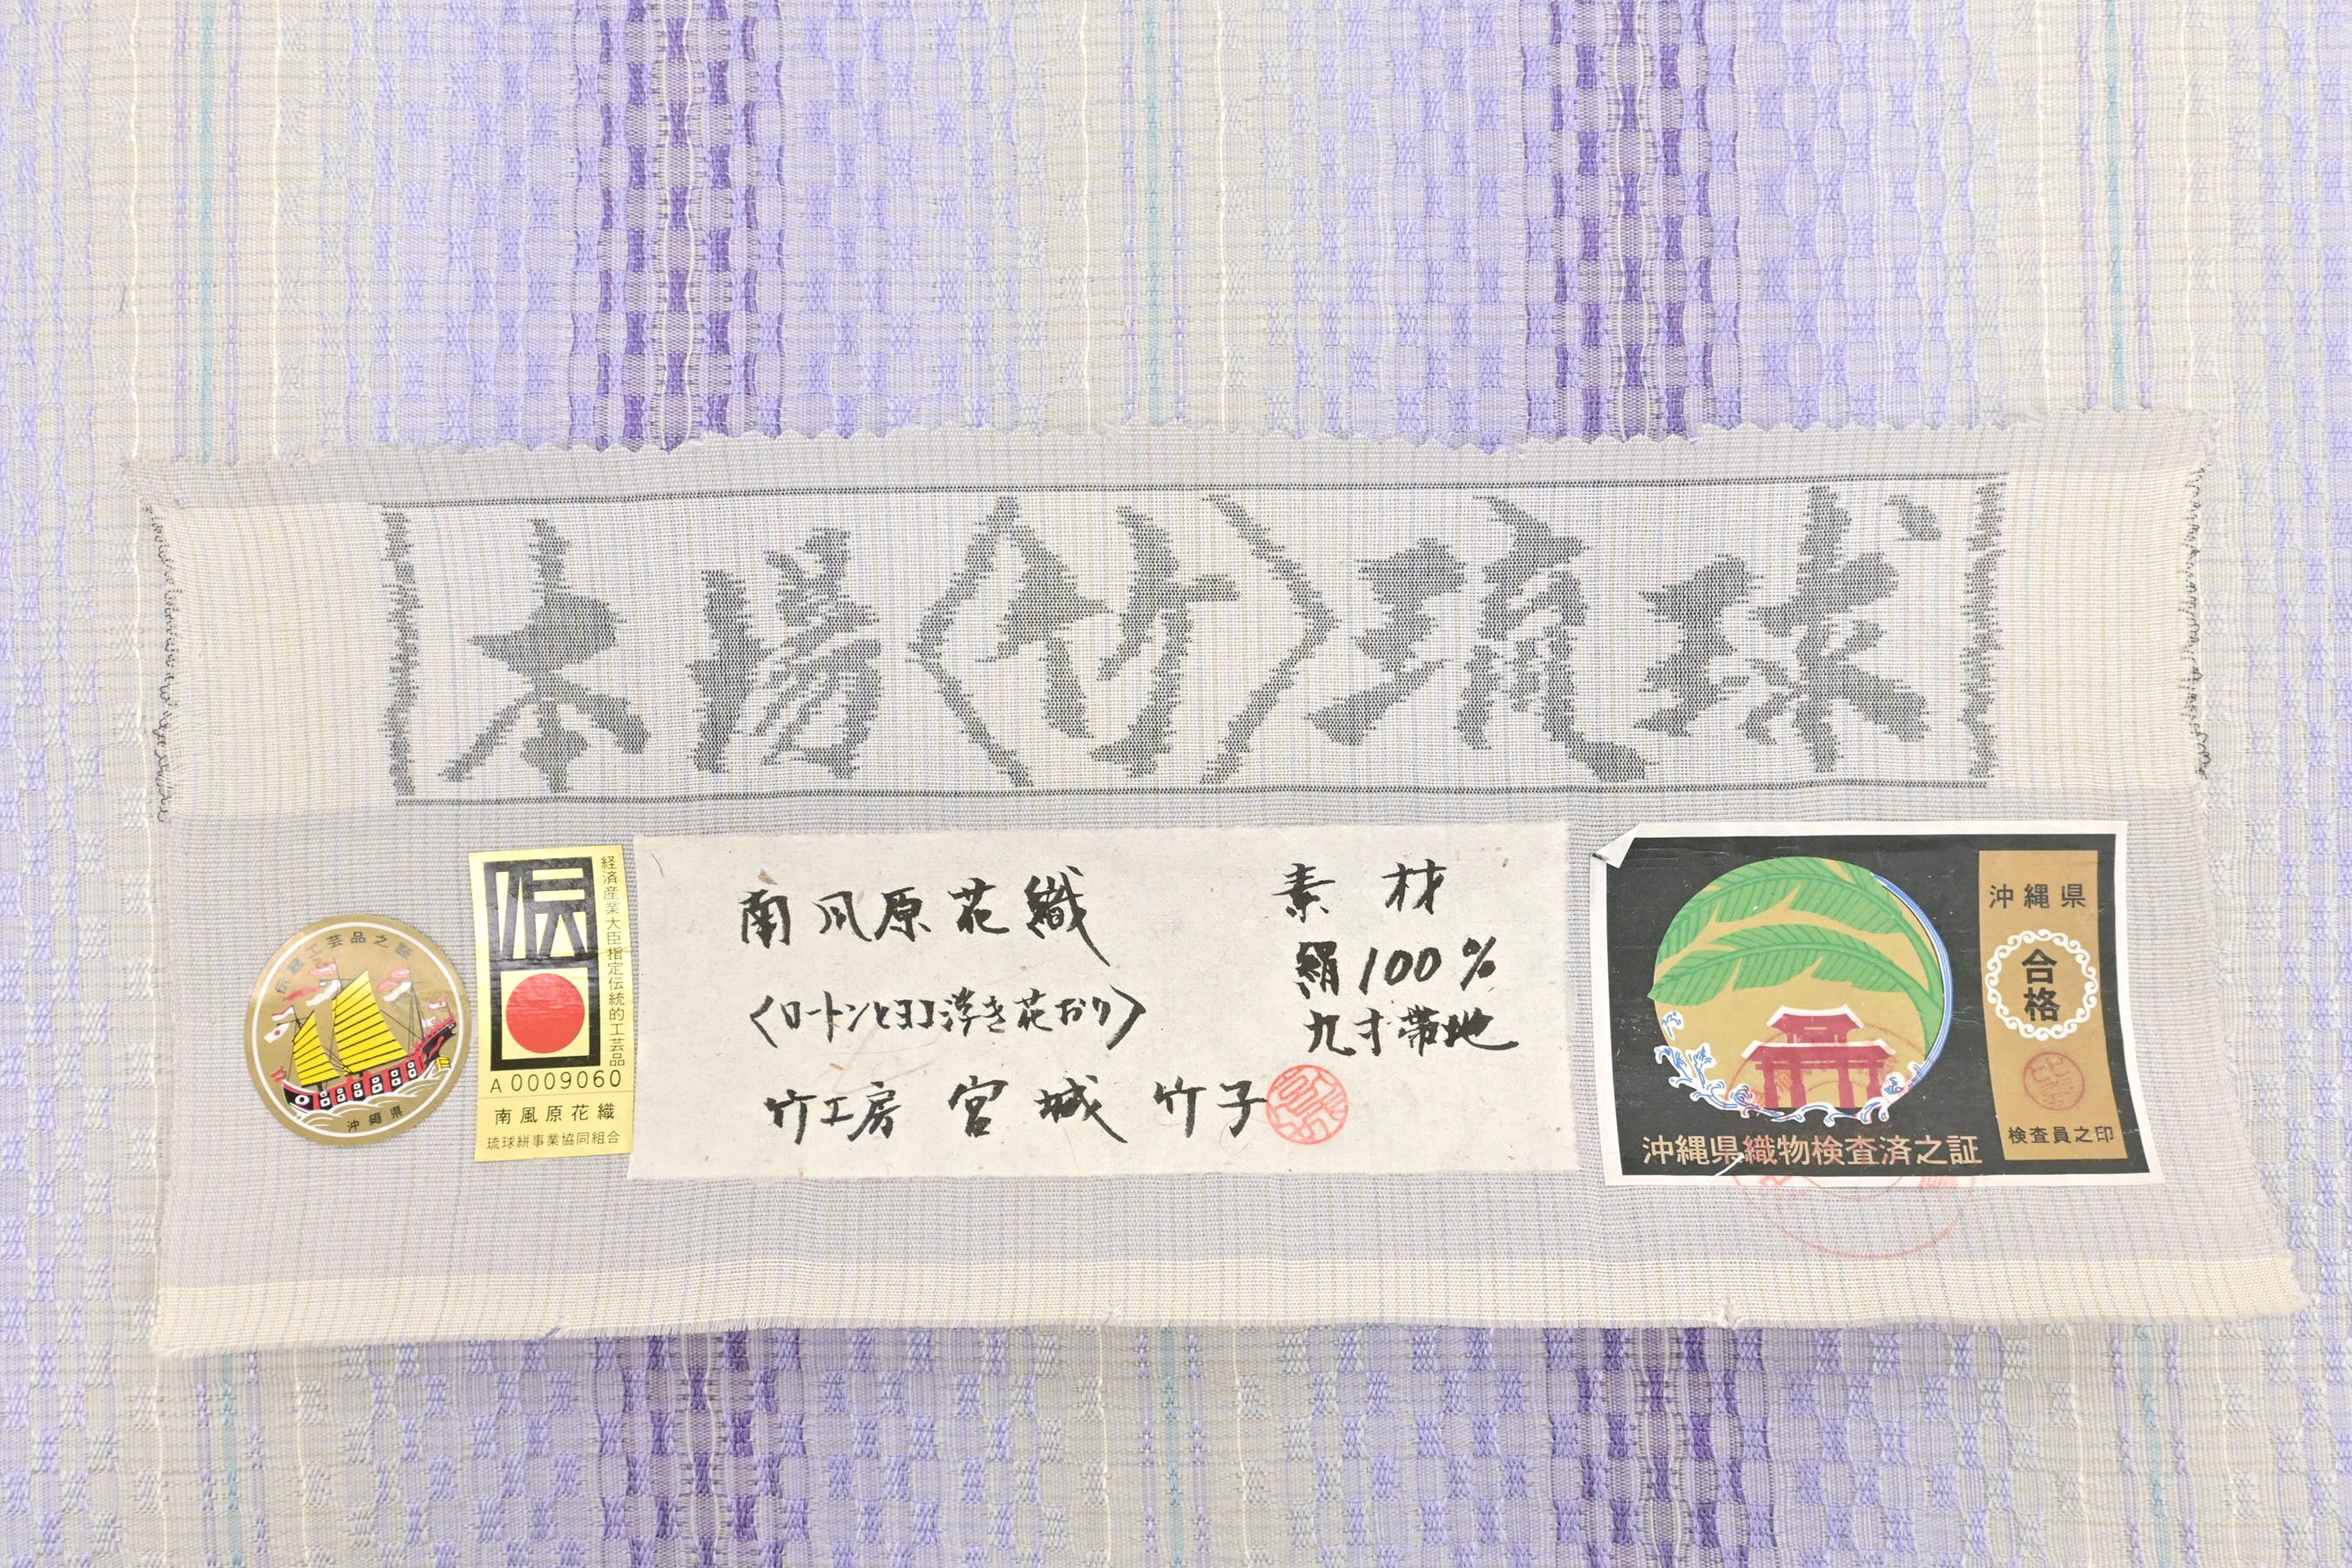 本場〈竹〉琉球
伝統工芸品之証
沖縄県
伝
経済産業大臣指定伝統的工芸品
A 0009060
南風原花織
琉球絣事業協同組合
南風原花織
〈ロートンとヨコ浮き花おり〉
竹工房 宮城 竹子
素材
絹100%
九寸帯地
沖縄県織物検査済之証
沖縄県
合格
検査員之印